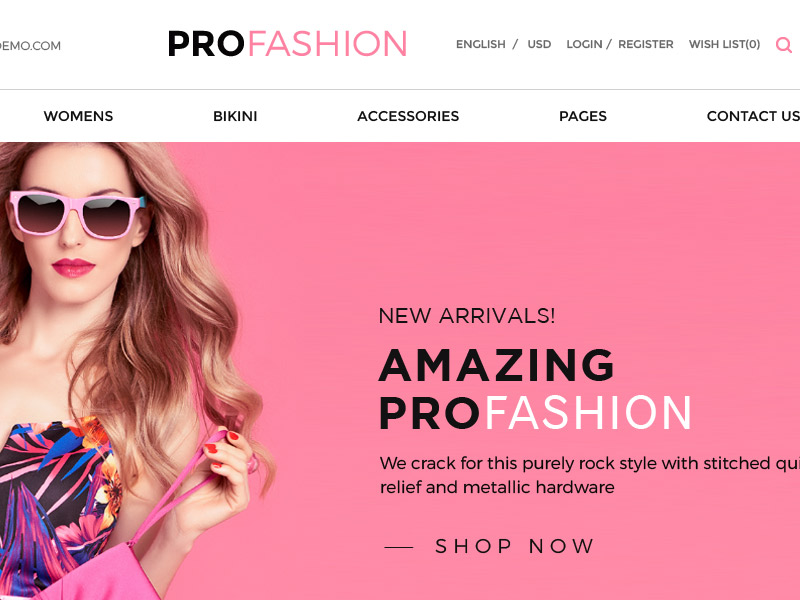 EMO.COM
PROFASHION
ENGLISH / USD LOGIN / REGISTER WISH LIST(0)
WOMENS BIKINI ACCESSORIES PAGES CONTACT US
NEW ARRIVALS!
AMAZING
PROFASHION
We crack for this purely rock style with stitched qui
relief and metallic hardware
SHOP NOW